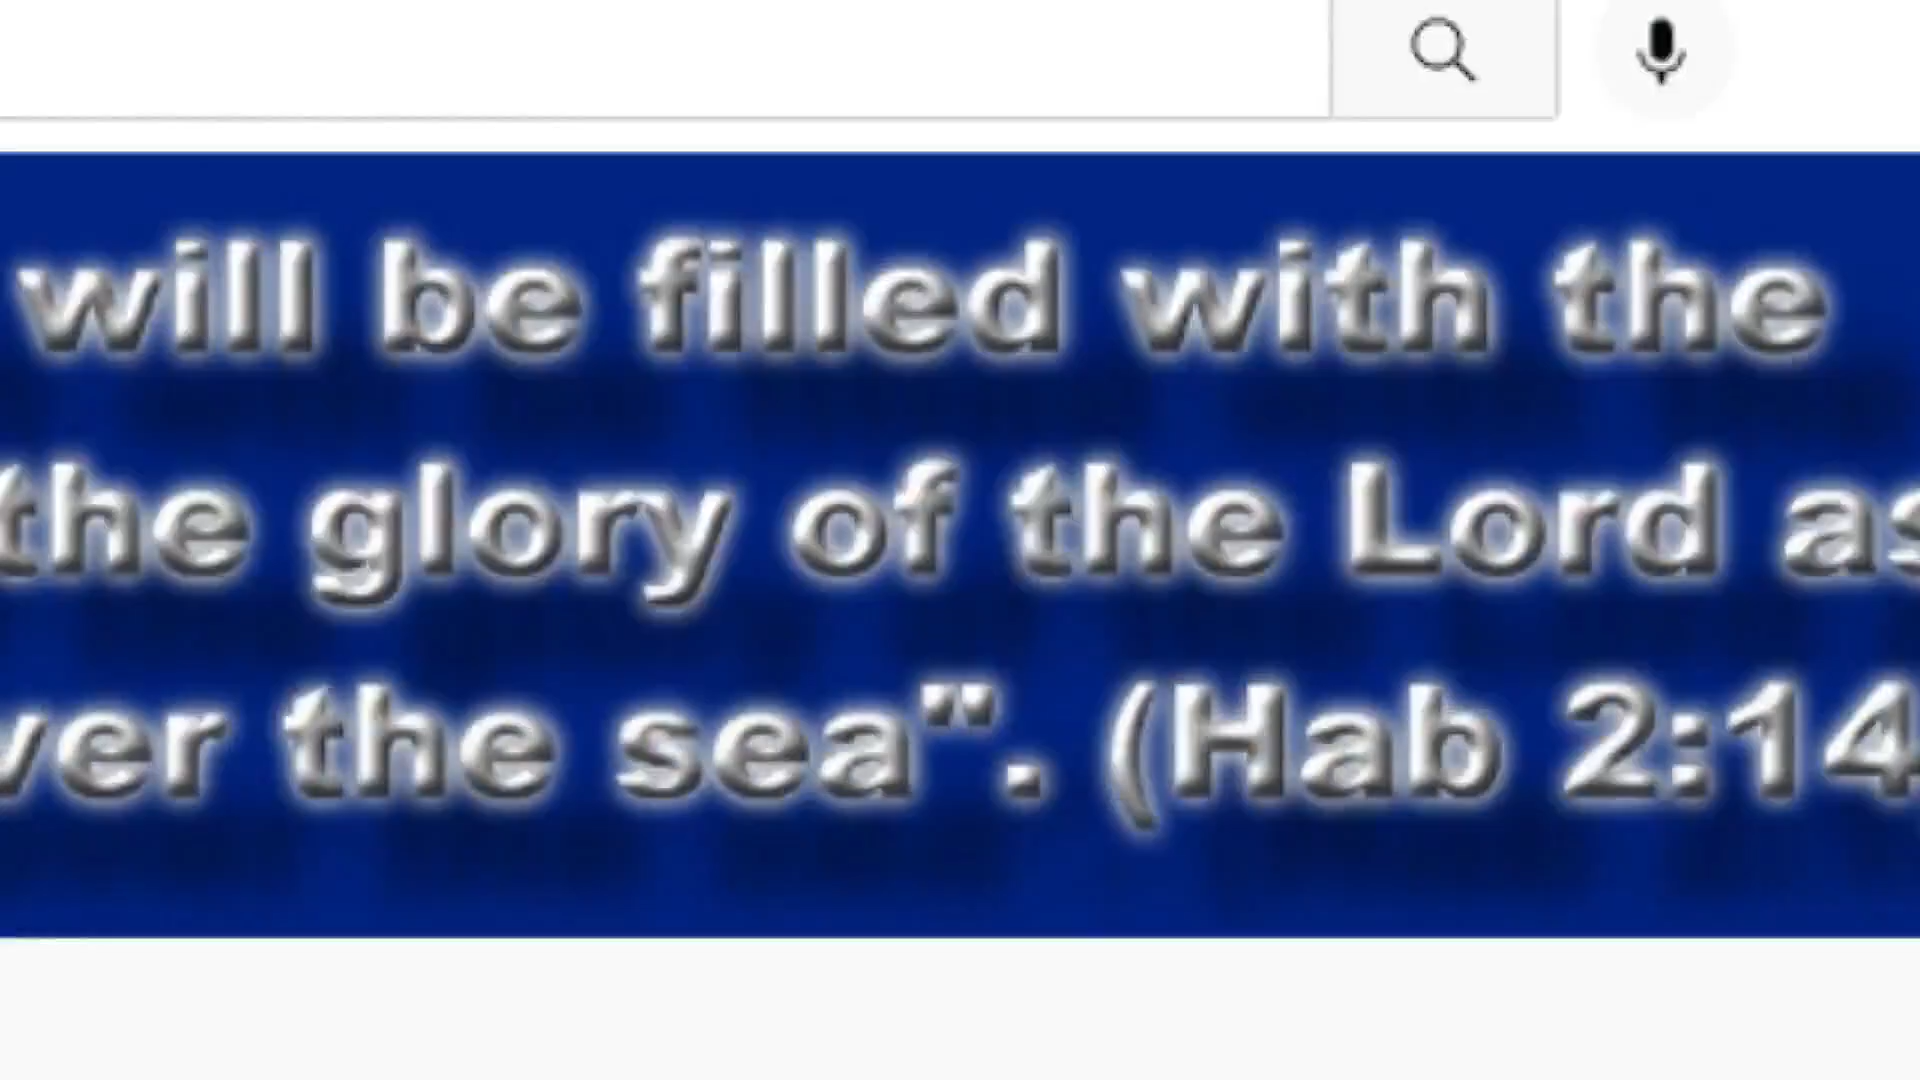 will be filled with the
the glory of the Lord as
ver the sea". (Hab 2:14